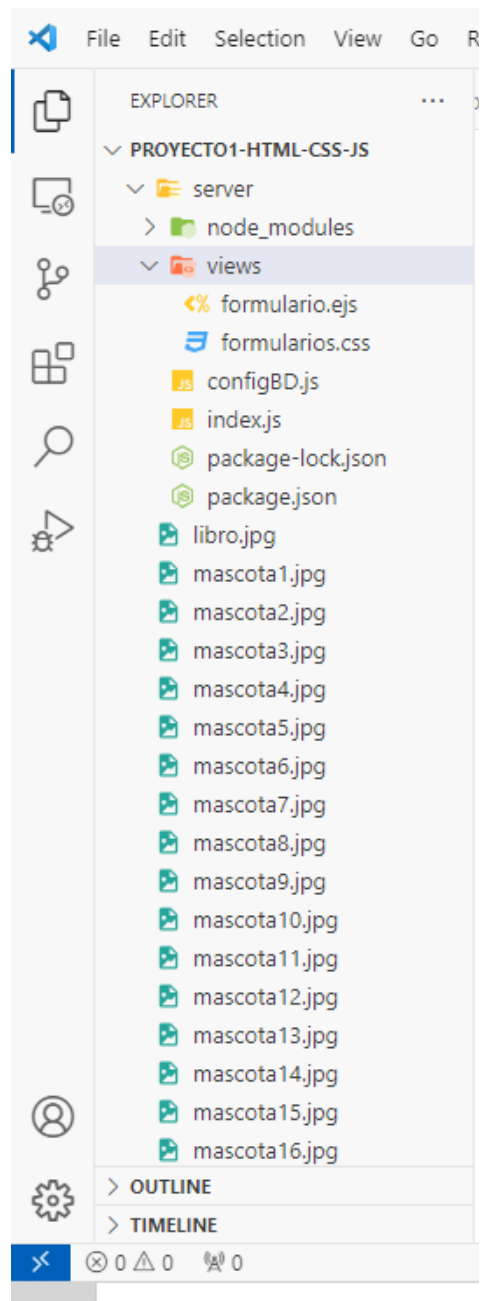 File Edit Selection View Go R
EXPLORER ...
PROYECTO1-HTML-CSS-JS
server
node_modules
views
<% formulario.ejs
formularios.css
JS configBD.js
JS index.js
package-lock.json
package.json
libro.jpg
mascota1.jpg
mascota2.jpg
mascota3.jpg
mascota4.jpg
mascota5.jpg
mascota6.jpg
mascota7.jpg
mascota8.jpg
mascota9.jpg
mascota10.jpg
mascota11.jpg
mascota12.jpg
mascota13.jpg
mascota14.jpg
mascota15.jpg
mascota16.jpg
OUTLINE
TIMELINE
0 0 0